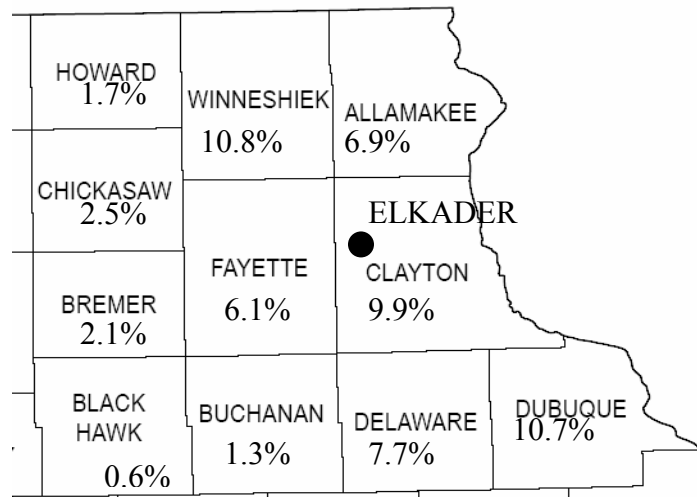 HOWARD
1.7%
WINNESHIEK
10.8%
ALLAMAKEE
6.9%
CHICKASAW
2.5%
ELKADER
FAYETTE
6.1%
CLAYTON
9.9%
BREMER
2.1%
BLACK
HAWK
0.6%
BUCHANAN
1.3%
DELAWARE
7.7%
DUBUQUE
10.7%